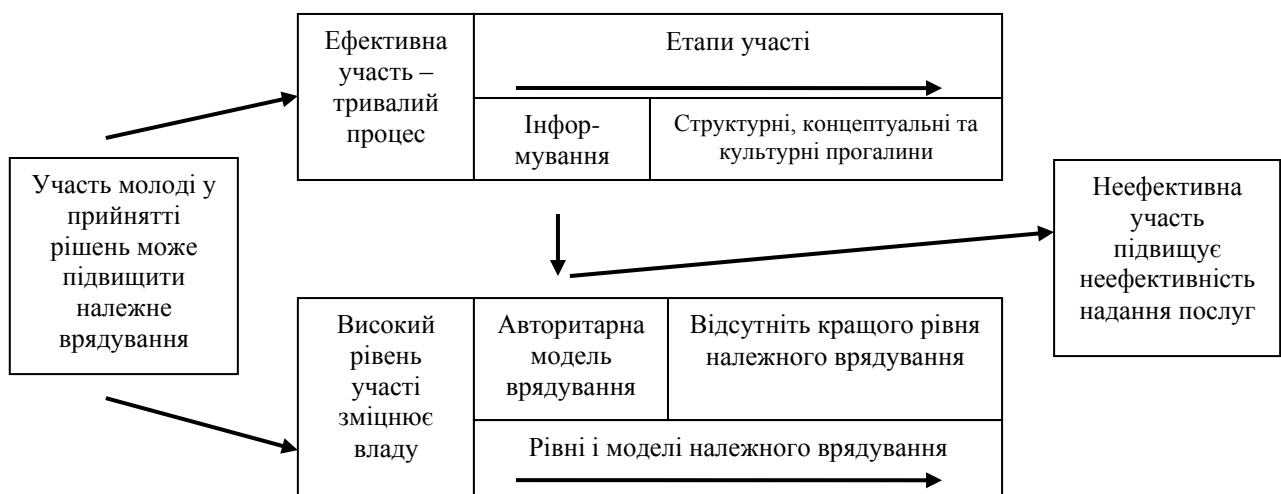 Ефективна
участь –
тривалий
процес
Етапи участі
Інфор-
мування
Структурні, концептуальні та
культурні прогалини
Участь молоді у
прийнятті
рішень може
підвищити
належне
врядування
Неефективна
участь
підвищує
неефективність
надання послуг
Високий
рівень
участі
зміцнює
владу
Авторитарна
модель
врядування
Відсутніть кращого рівня
належного врядування
Рівні і моделі належного врядування